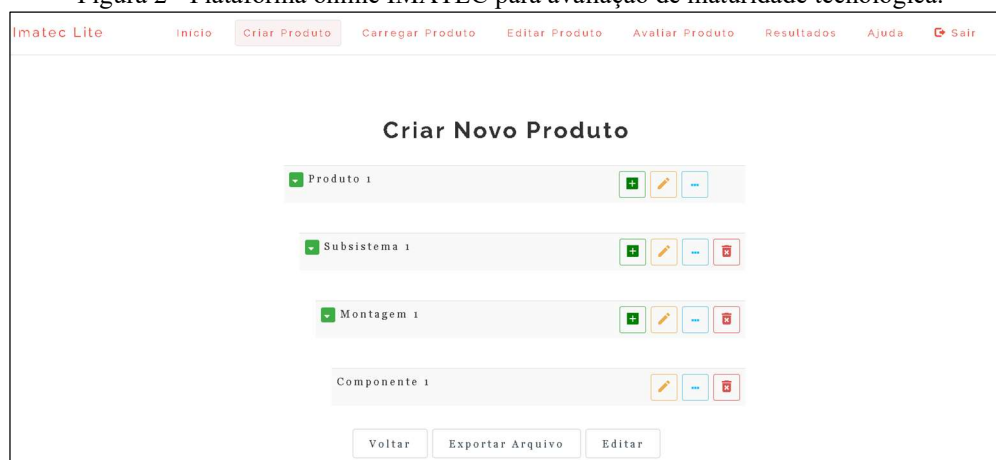 Figura 2 - Plataforma online IMATEC para avaliação de maturidade tecnológica.
Imatec Lite Início Criar Produto Carregar Produto Editar Produto Avaliar Produto Resultados Ajuda Sair
Criar Novo Produto
Produto 1
Subsistema 1
Montagem 1
Componente 1
Voltar Exportar Arquivo Editar